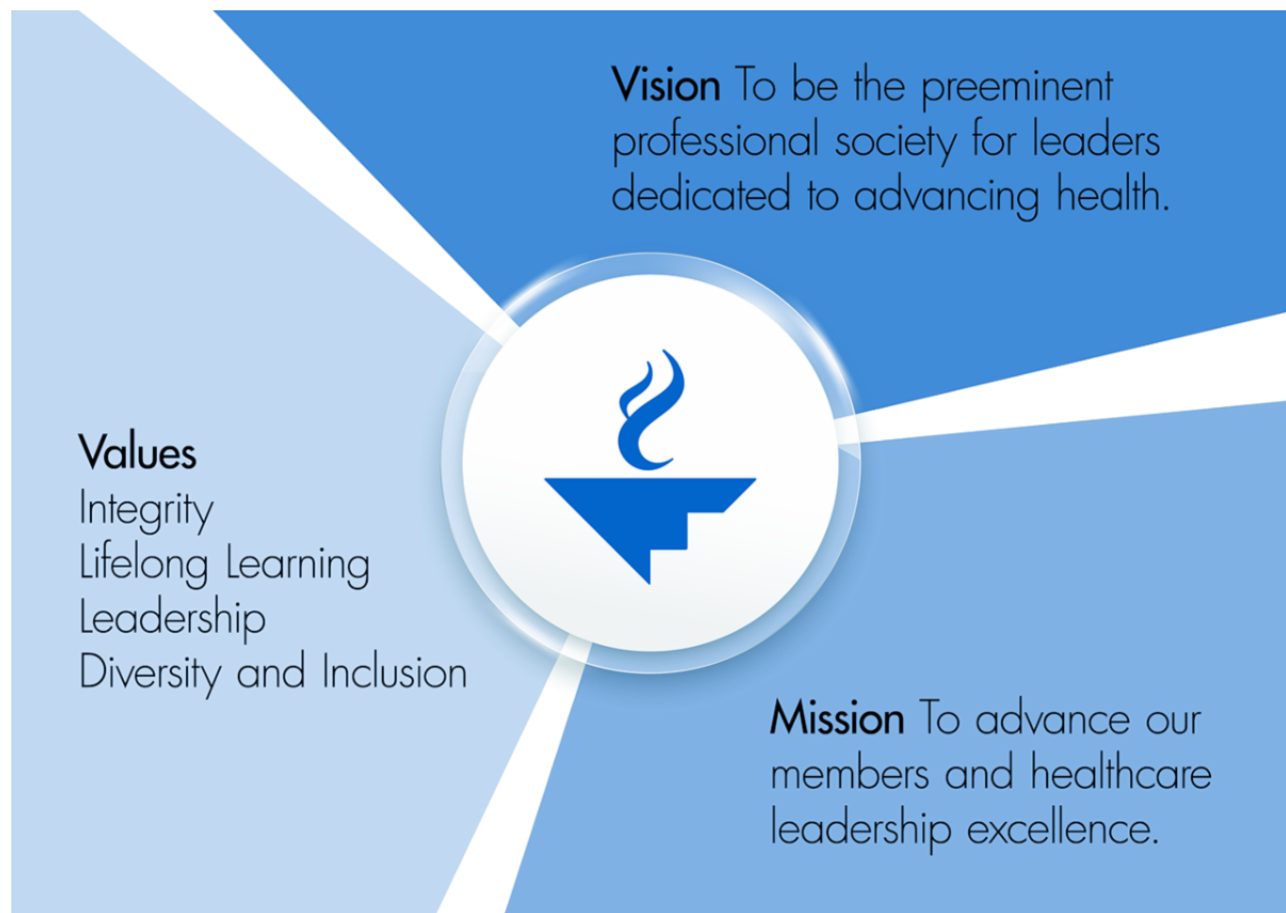 Vision To be the preeminent
professional society for leaders
dedicated to advancing health.
Values
Integrity
Lifelong Learning
Leadership
Diversity and Inclusion
Mission To advance our
members and healthcare
leadership excellence.